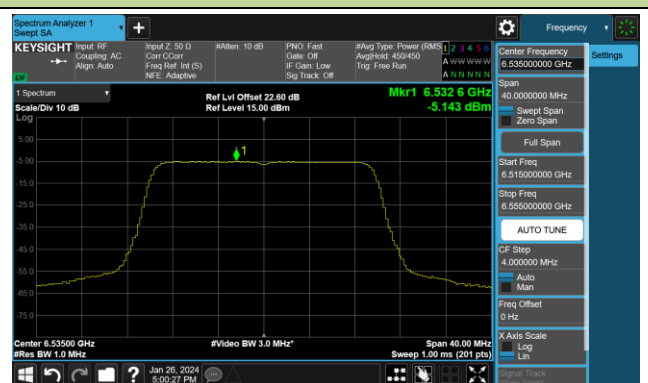 Spectrum Analyzer 1
Swept SA
Frequency
KEYSIGHT
Input: RF
Coupling: AC
Align: Auto
Input Z: 50 Ω
Corr CCorr
Freq Ref: Int (S)
NFE: Adaptive
#Atten: 10 dB
PNO: Fast
Gate: Off
IF Gain: Low
Sig Track: Off
#Avg Type: Power (RMS
Avg|Hold: 450/450
Trig: Free Run
1 2 3 4 5 6
A W W W W W
A N N N N N
LW
1 Spectrum
Scale/Div 10 dB
Log
Ref Lvl Offset 22.60 dB
Ref Level 15.00 dBm
Mkr1 6.532 6 GHz
-5.143 dBm
1
5.00
-5.00
-15.0
-25.0
-35.0
-45.0
-55.0
-65.0
-75.0
Center 6.53500 GHz
#Res BW 1.0 MHz
#Video BW 3.0 MHz*
Span 40.00 MHz
Sweep 1.00 ms (201 pts)
Jan 26, 2024
5:00:27 PM
Center Frequency
6.535000000 GHz
Settings
Span
40.0000000 MHz
Swept Span
Zero Span
Full Span
Start Freq
6.515000000 GHz
Stop Freq
6.555000000 GHz
AUTO TUNE
CF Step
4.000000 MHz
Auto
Man
Freq Offset
0 Hz
X Axis Scale
Log
Lin
Signal Track